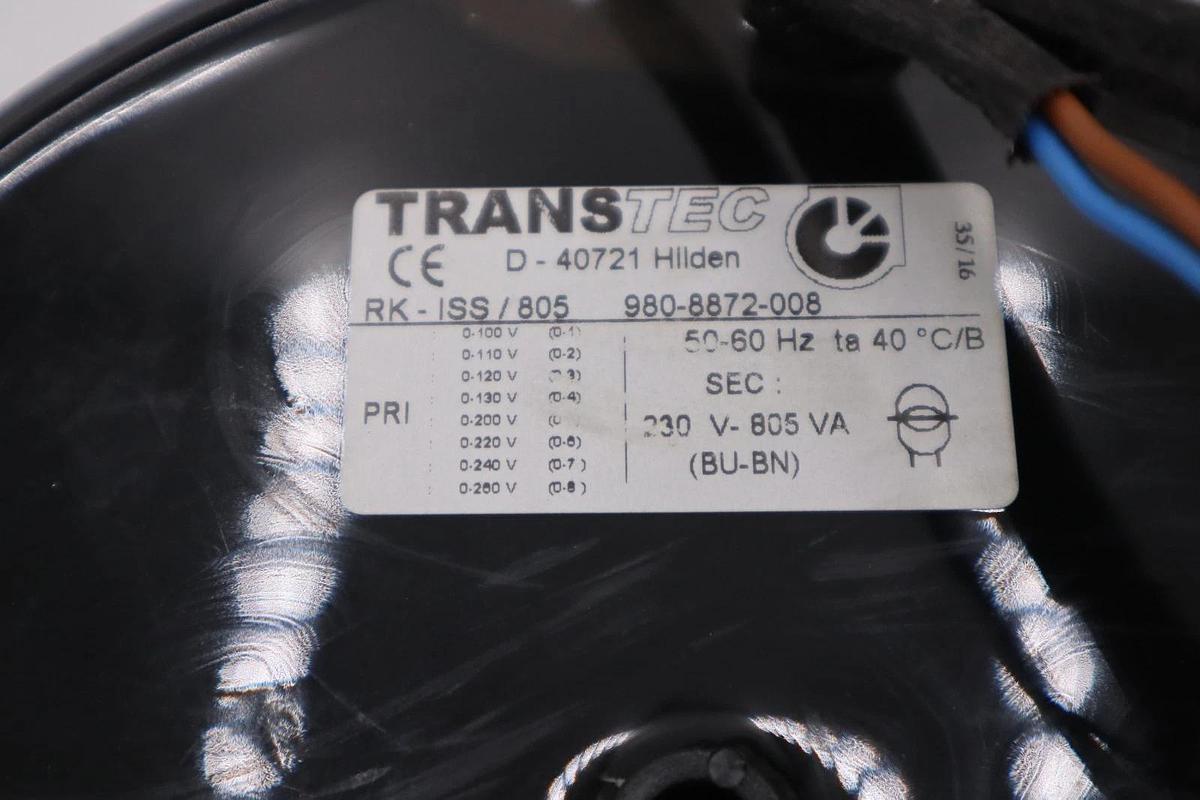 TRANSTEC
CE D - 40721 Hilden
35/16
RK - ISS / 805 980-8872-008
PRI
0-100 V (0-1)
0-110 V (0-2)
0-120 V
0-130 V (0-4)
0-200 V
0-220 V (0-6)
0-240 V (0-7)
0-260 V (0-8)
50-60 Hz ta 40 °C/B
SEC :
230 V- 805 VA
(BU-BN)